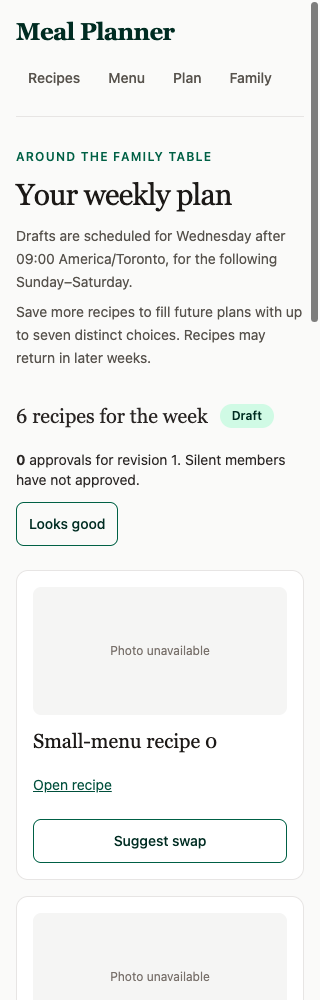 Meal Planner
Recipes Menu Plan Family
AROUND THE FAMILY TABLE
Your weekly plan
Drafts are scheduled for Wednesday after
09:00 America/Toronto, for the following
Sunday–Saturday.
Save more recipes to fill future plans with up
to seven distinct choices. Recipes may
return in later weeks.
6 recipes for the week Draft
0 approvals for revision 1. Silent members
have not approved.
Looks good
Photo unavailable
Small-menu recipe 0
Open recipe
Suggest swap
Photo unavailable